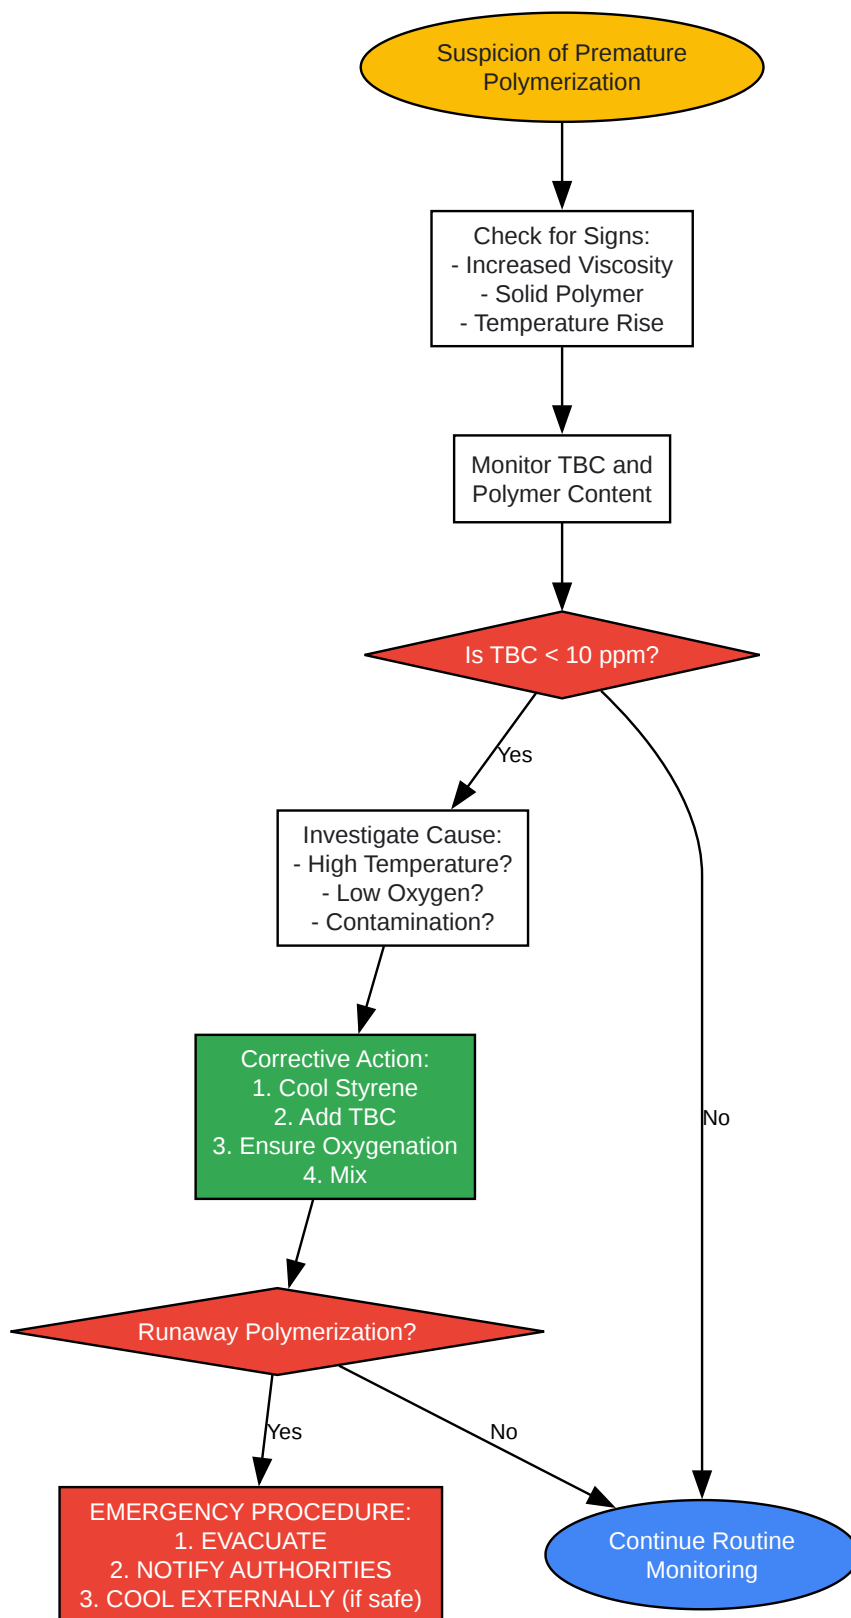 Suspicion of Premature
Polymerization
Check for Signs:
- Increased Viscosity
- Solid Polymer
- Temperature Rise
Monitor TBC and
Polymer Content
Is TBC < 10 ppm?
Yes
Investigate Cause:
- High Temperature?
- Low Oxygen?
- Contamination?
Corrective Action:
1. Cool Styrene
2. Add TBC
3. Ensure Oxygenation
4. Mix
No
Runaway Polymerization?
Yes
No
EMERGENCY PROCEDURE:
1. EVACUATE
2. NOTIFY AUTHORITIES
3. COOL EXTERNALLY (if safe)
Continue Routine
Monitoring